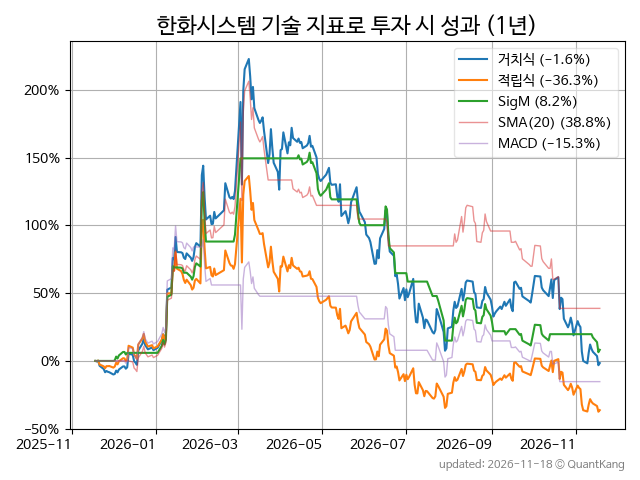 한화시스템 기술 지표로 투자 시 성과 (1년)
거치식 (−1.6%)
적립식 (−36.3%)
SigM (8.2%)
SMA(20) (38.8%)
MACD (−15.3%)
200%
150%
100%
50%
0%
−50%
2025-11 2026-01 2026-03 2026-05 2026-07 2026-09 2026-11
updated: 2026-11-18 © QuantKang